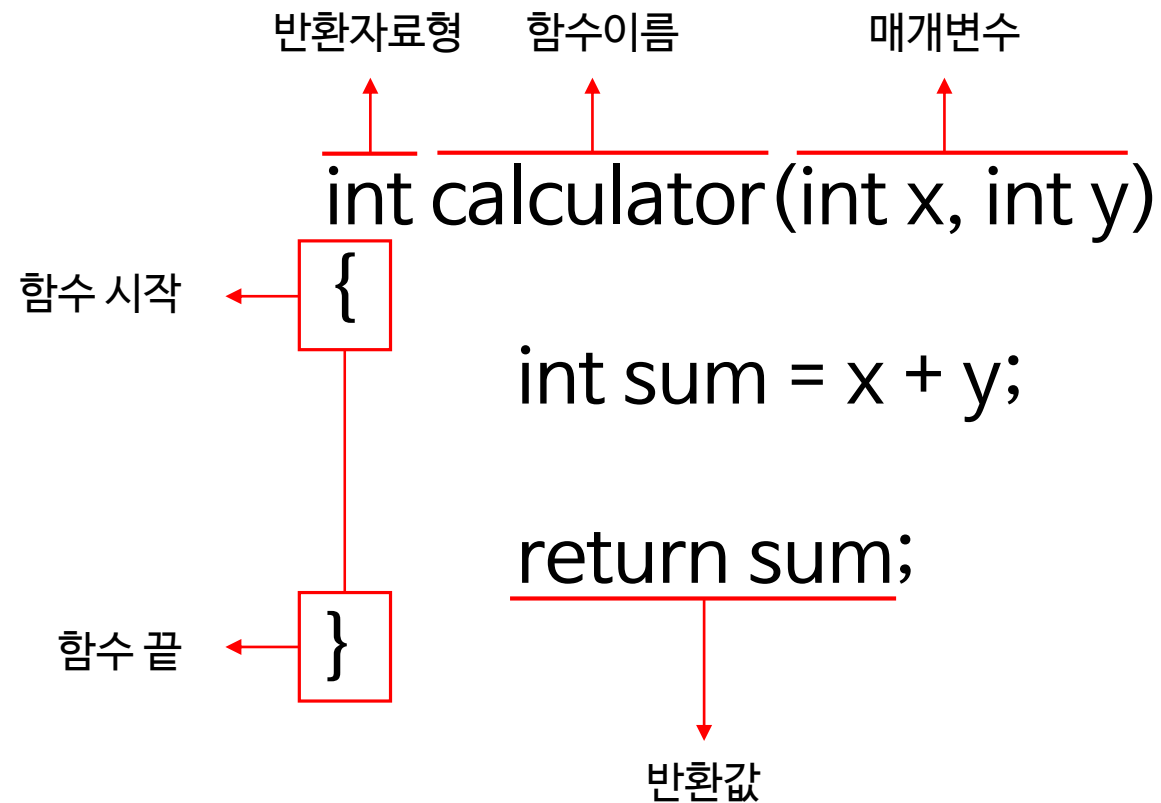 반환자료형 함수이름 매개변수
int calculator(int x, int y)
함수 시작 {
int sum = x + y;
return sum;
함수 끝 }
반환값